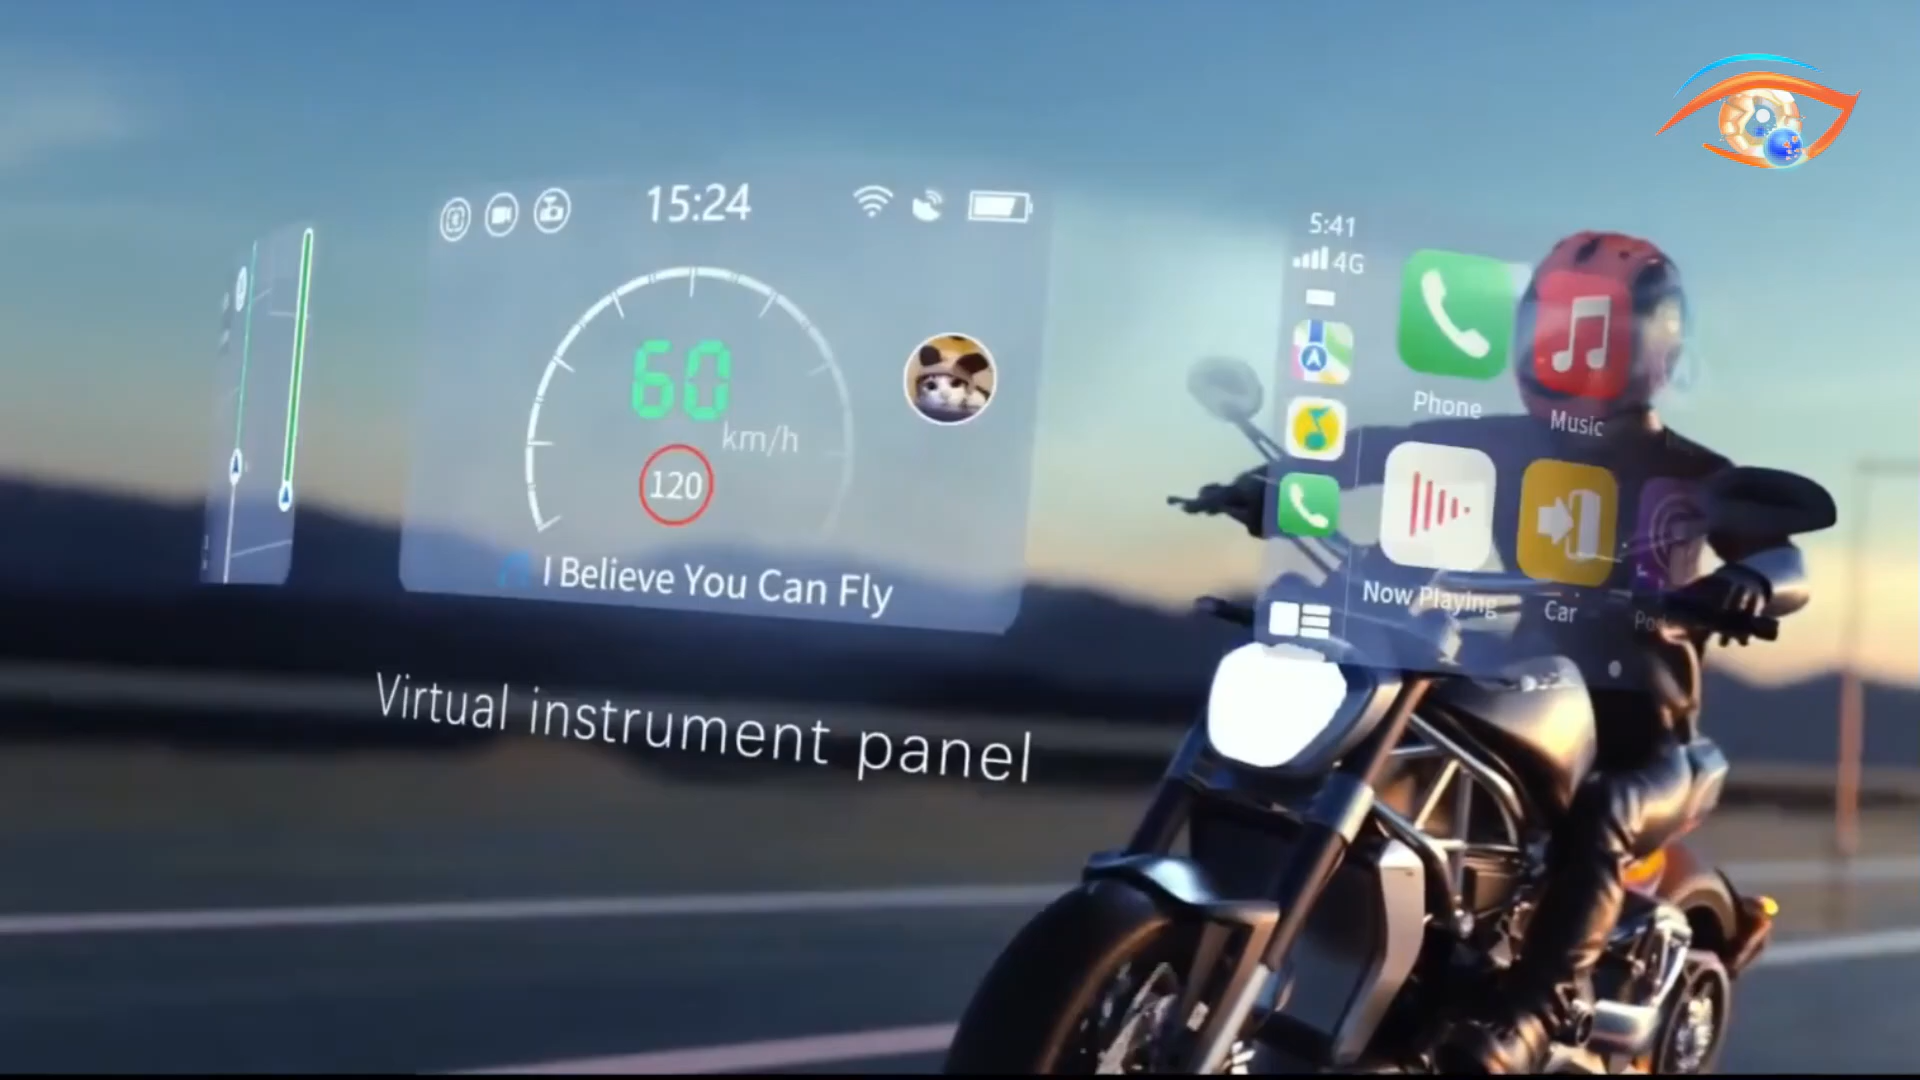 15:24
60
km/h
120
I Believe You Can Fly
Virtual instrument panel
5:41
4G
Phone
Music
Now Playing
Car